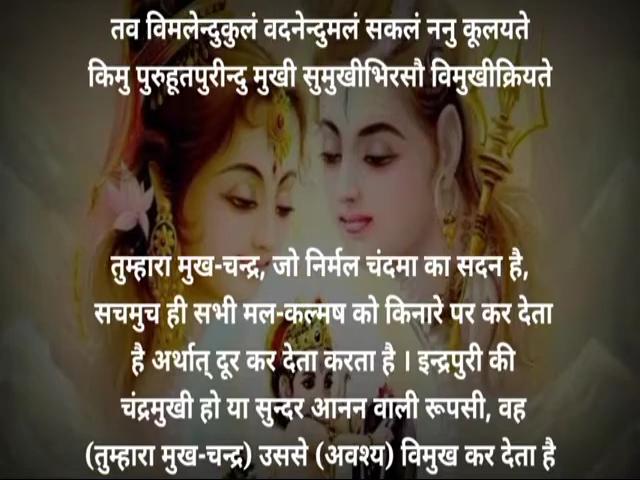 तव विमलेन्दुकुलं वदनेन्दुमलं सकलं ननु कूलयते
किमु पुरुहूतपुरीन्दु मुखी सुमुखीभिरसौ विमुखीक्रियते
तुम्हारा मुख-चन्द्र, जो निर्मल चंदमा का सदन है,
सचमुच ही सभी मल-कल्मष को किनारे पर कर देता
है अर्थात् दूर कर देता करता है । इन्द्रपुरी की
चंद्रमुखी हो या सुन्दर आनन वाली रूपसी, वह
(तुम्हारा मुख-चन्द्र) उससे (अवश्य) विमुख कर देता है